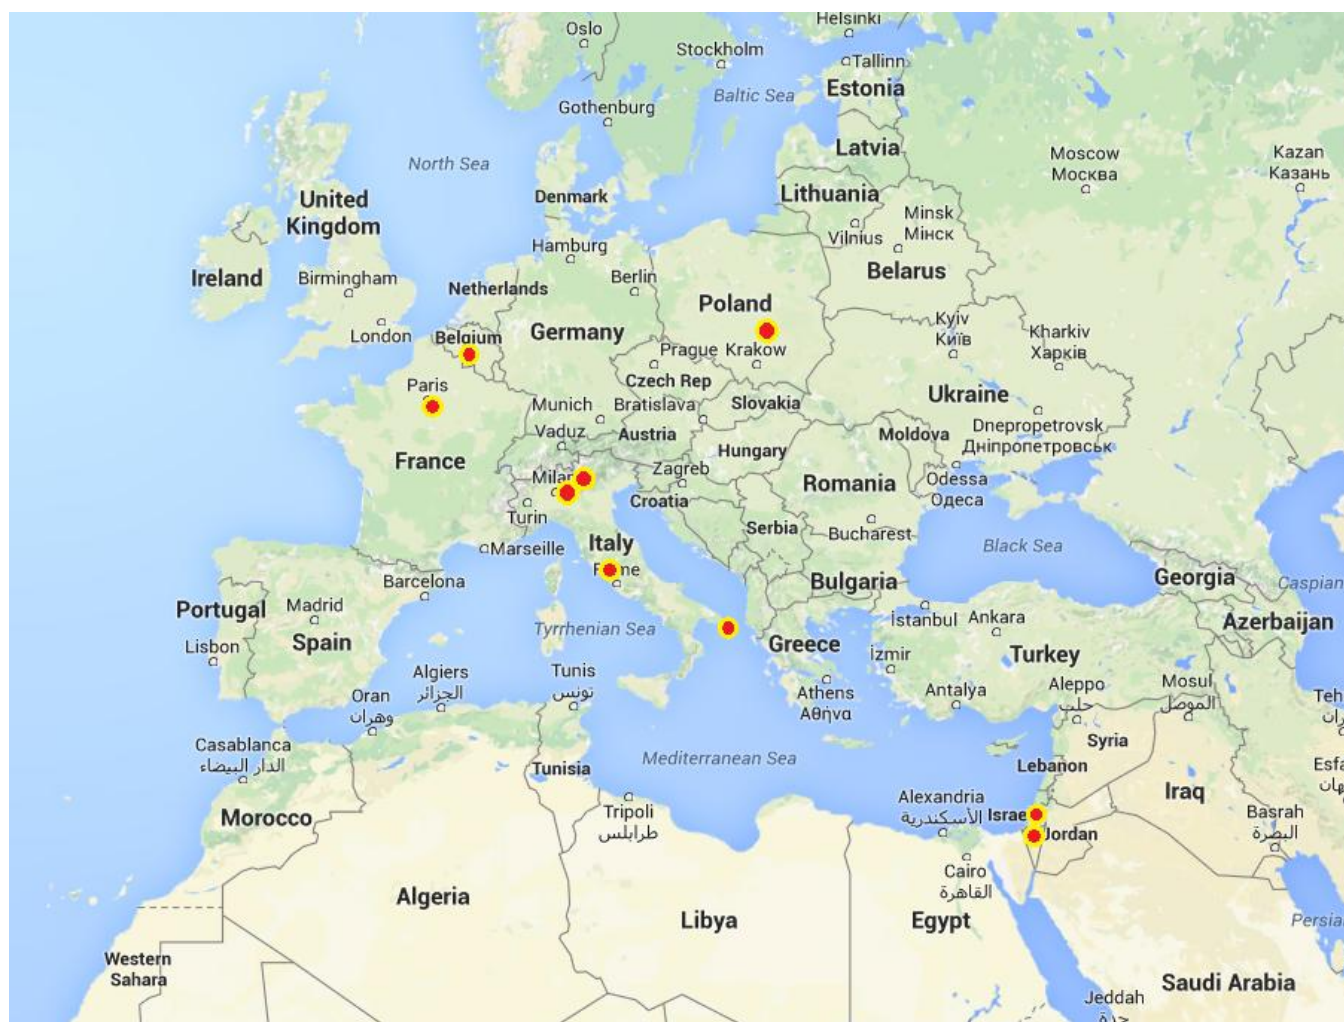 Helsinki
Oslo
Stockholm
Tallinn
Estonia
Baltic Sea
Gothenburg
Latvia
Moscow
Москва
Kazan
Казань
North Sea
Denmark
Lithuania
United
Kingdom
Minsk
Мінск
Vilnius
Hamburg
Ireland
Birmingham
Netherlands
Berlin
Belarus
Poland
London
Belgium
Germany
Kyiv
Київ
Kharkiv
Харків
Prague
Krakow
Paris
Czech Rep
Ukraine
Munich
Bratislava
Slovakia
Vaduz
Austria
Moldova
Dnepropetrovsk
Дніпропетровськ
France
Hungary
Zagreb
Milan
Romania
Odessa
Одеса
Croatia
Turin
Serbia
Bucharest
Marseille
Italy
Black Sea
Barcelona
Rome
Bulgaria
Georgia
Caspian
Portugal
Madrid
İstanbul
Ankara
Azerbaijan
Tyrrhenian Sea
Spain
Lisbon
Greece
İzmir
Turkey
Algiers
الجزائر
Tunis
تونس
Oran
وهران
Athens
Αθήνα
Antalya
Aleppo
حلب
Mosul
الموصل
Casablanca
الدار البيضاء
Mediterranean Sea
Syria
Tunisia
Lebanon
Iraq
Morocco
Tripoli
طرابلس
Alexandria
الأسكندرية
Israel
Jordan
Basrah
البصرة
Cairo
القاهرة
Algeria
Libya
Egypt
Western
Sahara
Saudi Arabia
Jeddah